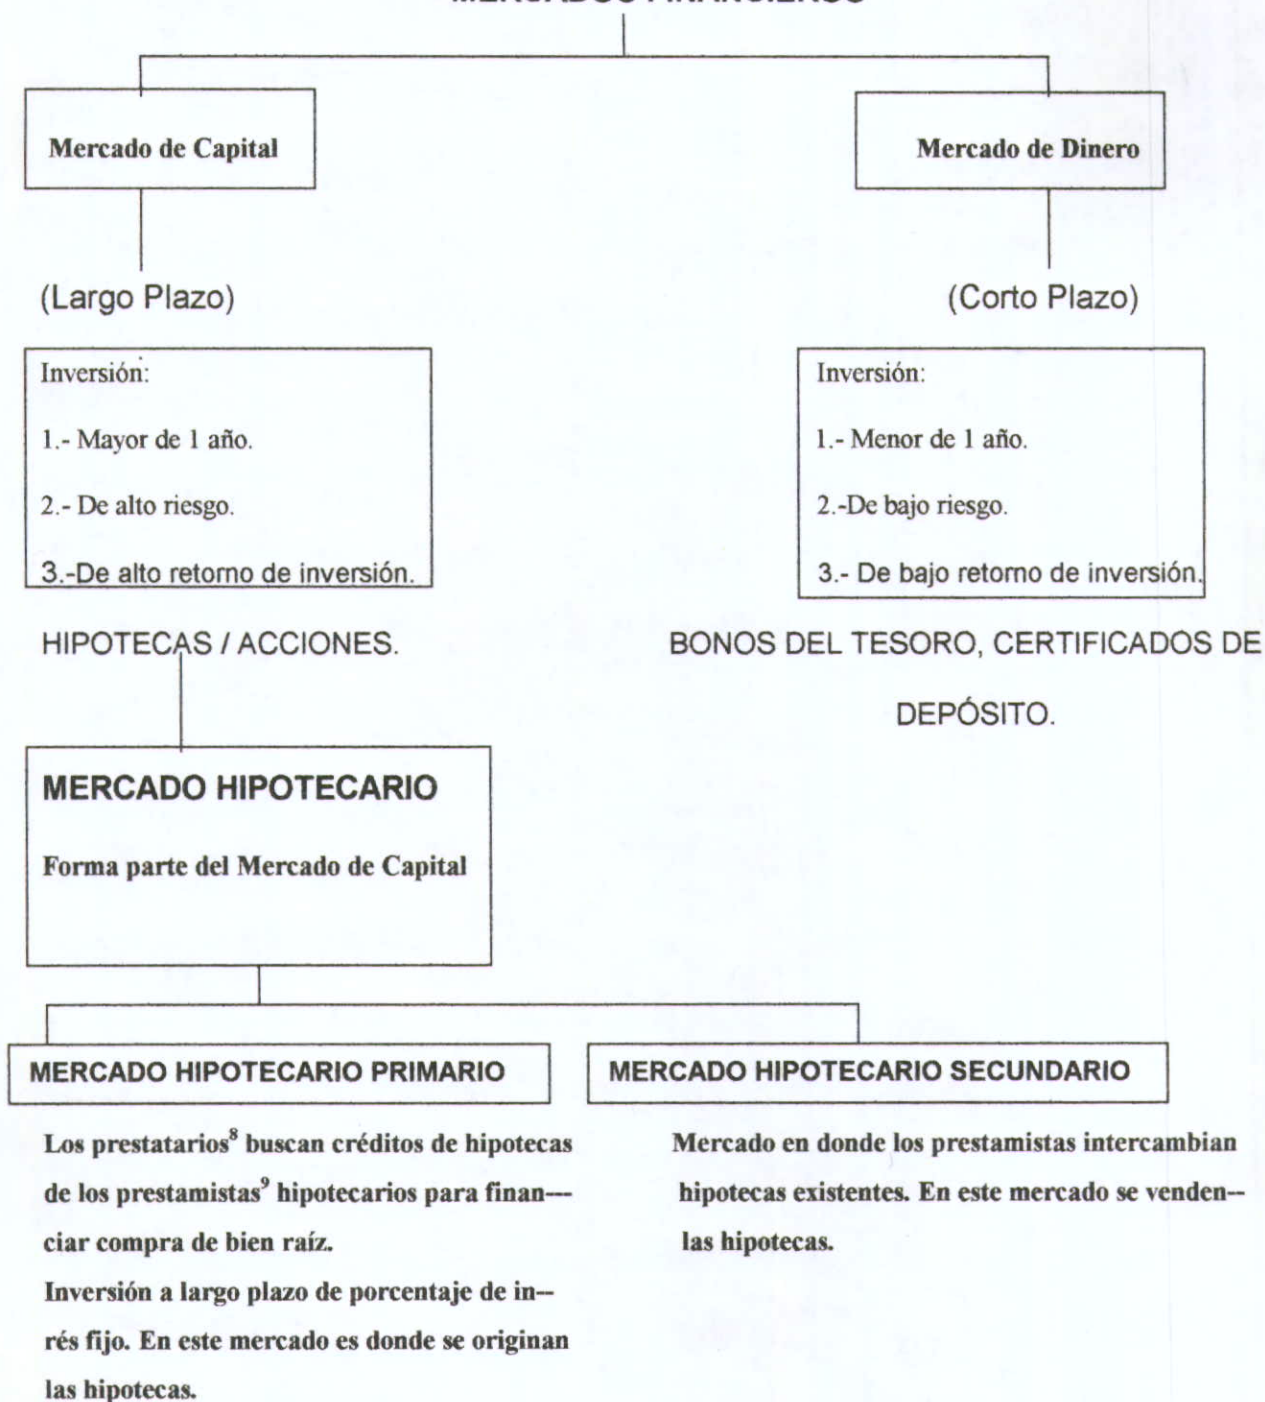 MERCADOS FINANCIEROS
Mercado de Capital
Mercado de Dinero
(Largo Plazo)
(Corto Plazo)
Inversión:
1.- Mayor de 1 año.
2.- De alto riesgo.
3.-De alto retorno de inversión.
Inversión:
1.- Menor de 1 año.
2.-De bajo riesgo.
3.- De bajo retorno de inversión.
HIPOTECAS / ACCIONES.
BONOS DEL TESORO, CERTIFICADOS DE
DEPÓSITO.
MERCADO HIPOTECARIO
Forma parte del Mercado de Capital
MERCADO HIPOTECARIO PRIMARIO
MERCADO HIPOTECARIO SECUNDARIO
Los prestatarios⁸ buscan créditos de hipotecas
de los prestamistas⁹ hipotecarios para finan---
ciar compra de bien raíz.
Inversión a largo plazo de porcentaje de in--
rés fijo. En este mercado es donde se originan
las hipotecas.
Mercado en donde los prestamistas intercambian
hipotecas existentes. En este mercado se venden--
las hipotecas.